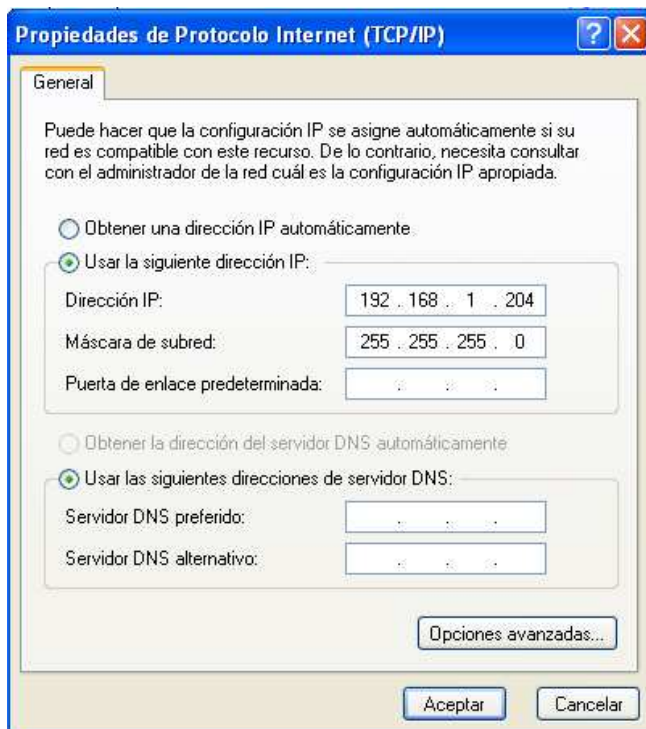 Propiedades de Protocolo Internet (TCP/IP)
General
Puede hacer que la configuración IP se asigne automáticamente si su
red es compatible con este recurso. De lo contrario, necesita consultar
con el administrador de la red cuál es la configuración IP apropiada.
Obtener una dirección IP automáticamente
Usar la siguiente dirección IP:
Dirección IP: 192 . 168 . 1 . 204
Máscara de subred: 255 . 255 . 255 . 0
Puerta de enlace predeterminada: . . .
Obtener la dirección del servidor DNS automáticamente
Usar las siguientes direcciones de servidor DNS:
Servidor DNS preferido: . . .
Servidor DNS alternativo: . . .
Opciones avanzadas...
Aceptar Cancelar